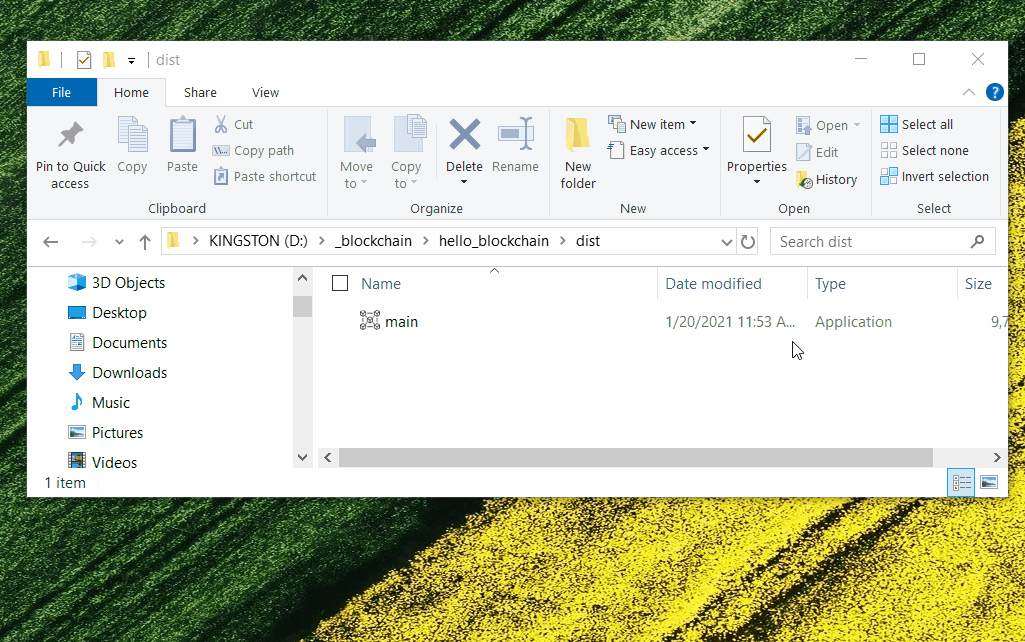 dist
File Home Share View
Pin to Quick access
Copy
Paste
Cut
Copy path
Paste shortcut
Clipboard
Move to
Copy to
Delete
Rename
Organize
New folder
New item
Easy access
New
Properties
Open
Edit
History
Open
Select all
Select none
Invert selection
Select
KINGSTON (D:) _blockchain hello_blockchain dist
Search dist
3D Objects
Desktop
Documents
Downloads
Music
Pictures
Videos
Name Date modified Type Size
main 1/20/2021 11:53 A... Application 9,7
1 item